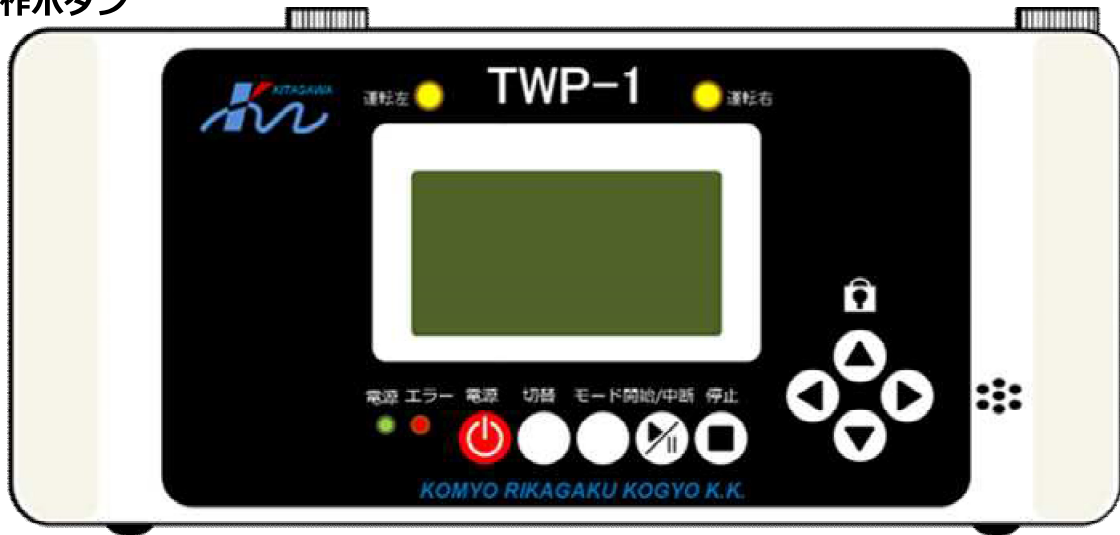 作ボタン
KITAGAWA
運転左
TWP-1
運転右
電源 エラー 電源 切替 モード 開始/中断 停止
KOMYO RIKAGAKU KOGYO K.K.